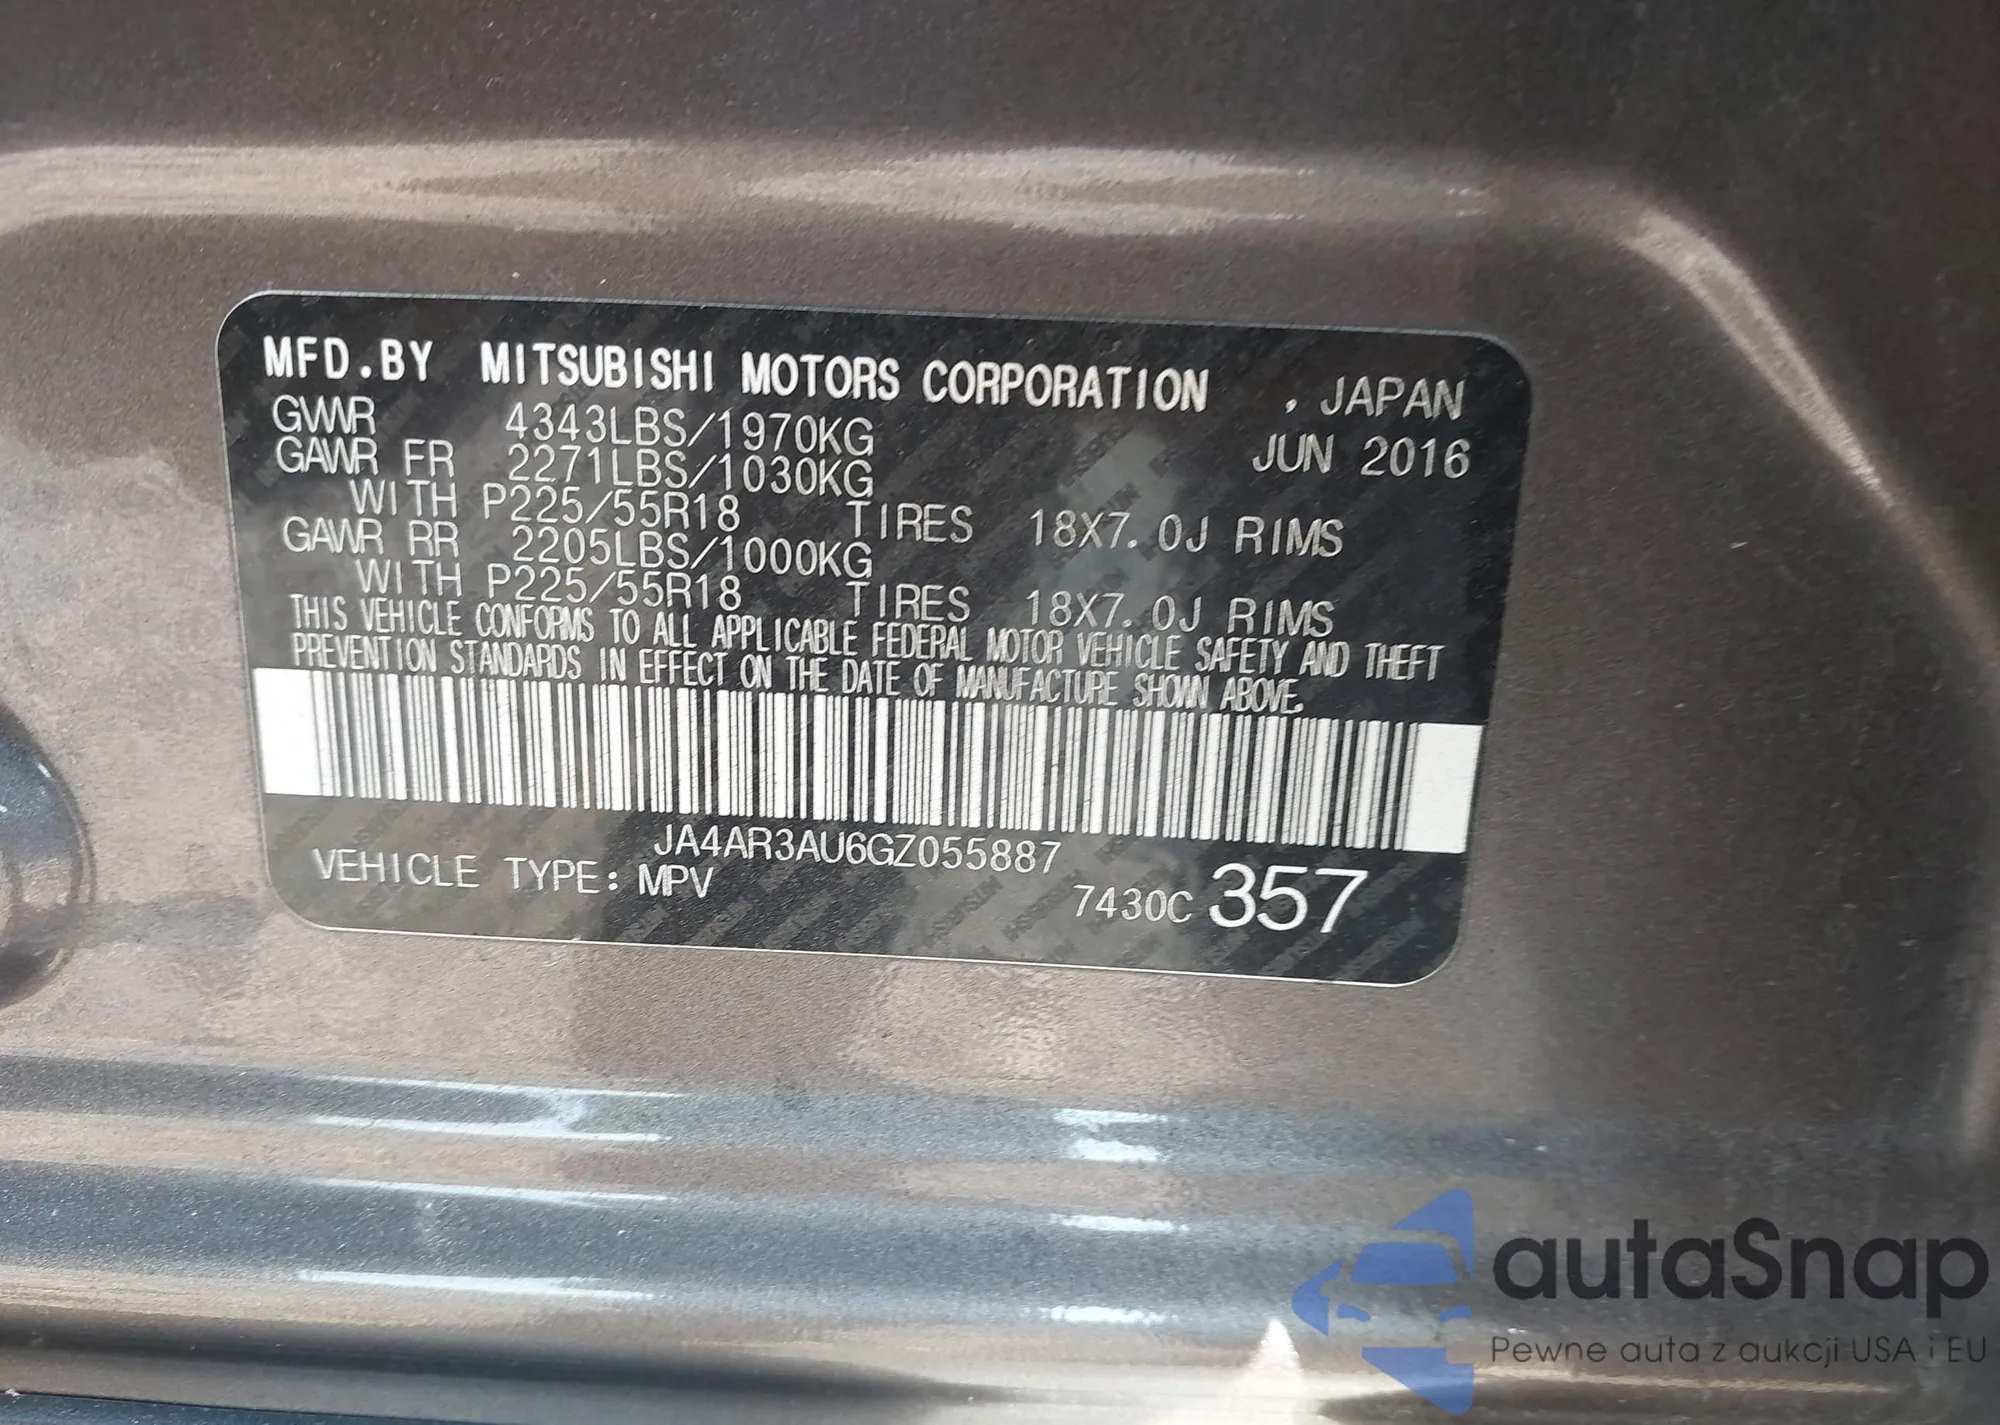 MFD.BY MITSUBISHI MOTORS CORPORATION , JAPAN
GVWR 4343LBS/1970KG JUN 2016
GAWR FR 2271LBS/1030KG
WITH P225/55R18 TIRES 18X7.0J RIMS
GAWR RR 2205LBS/1000KG
WITH P225/55R18 TIRES 18X7.0J RIMS
THIS VEHICLE CONFORMS TO ALL APPLICABLE FEDERAL MOTOR VEHICLE SAFETY AND THEFT
PREVENTION STANDARDS IN EFFECT ON THE DATE OF MANUFACTURE SHOWN ABOVE.
JA4AR3AU6GZ055887
VEHICLE TYPE: MPV 7430C 357
autaSnap
Pewne auta z aukcji USA i EU